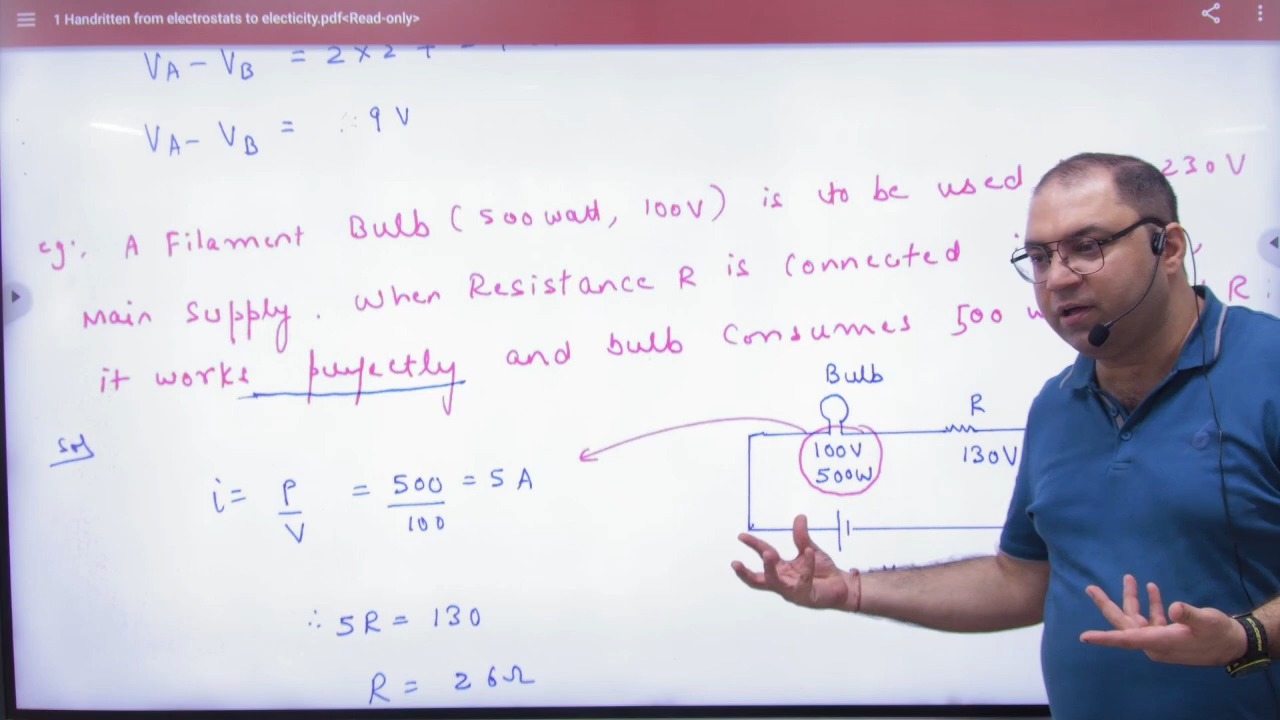 1 Handritten from electrostats to electicity.pdf<Read-only>
VA - VB = 2 × 2 +
VA - VB = 9 V
eg:. A Filament Bulb (500 watt, 100V) is to be used 230V
Main supply. When Resistance R is connected
it works perfectly and bulb consumes 500 R.
Bulb
Sol
R
100V
130V
i = P/V = 500/100 = 5 A
500W
∴ 5R = 130
R = 26Ω